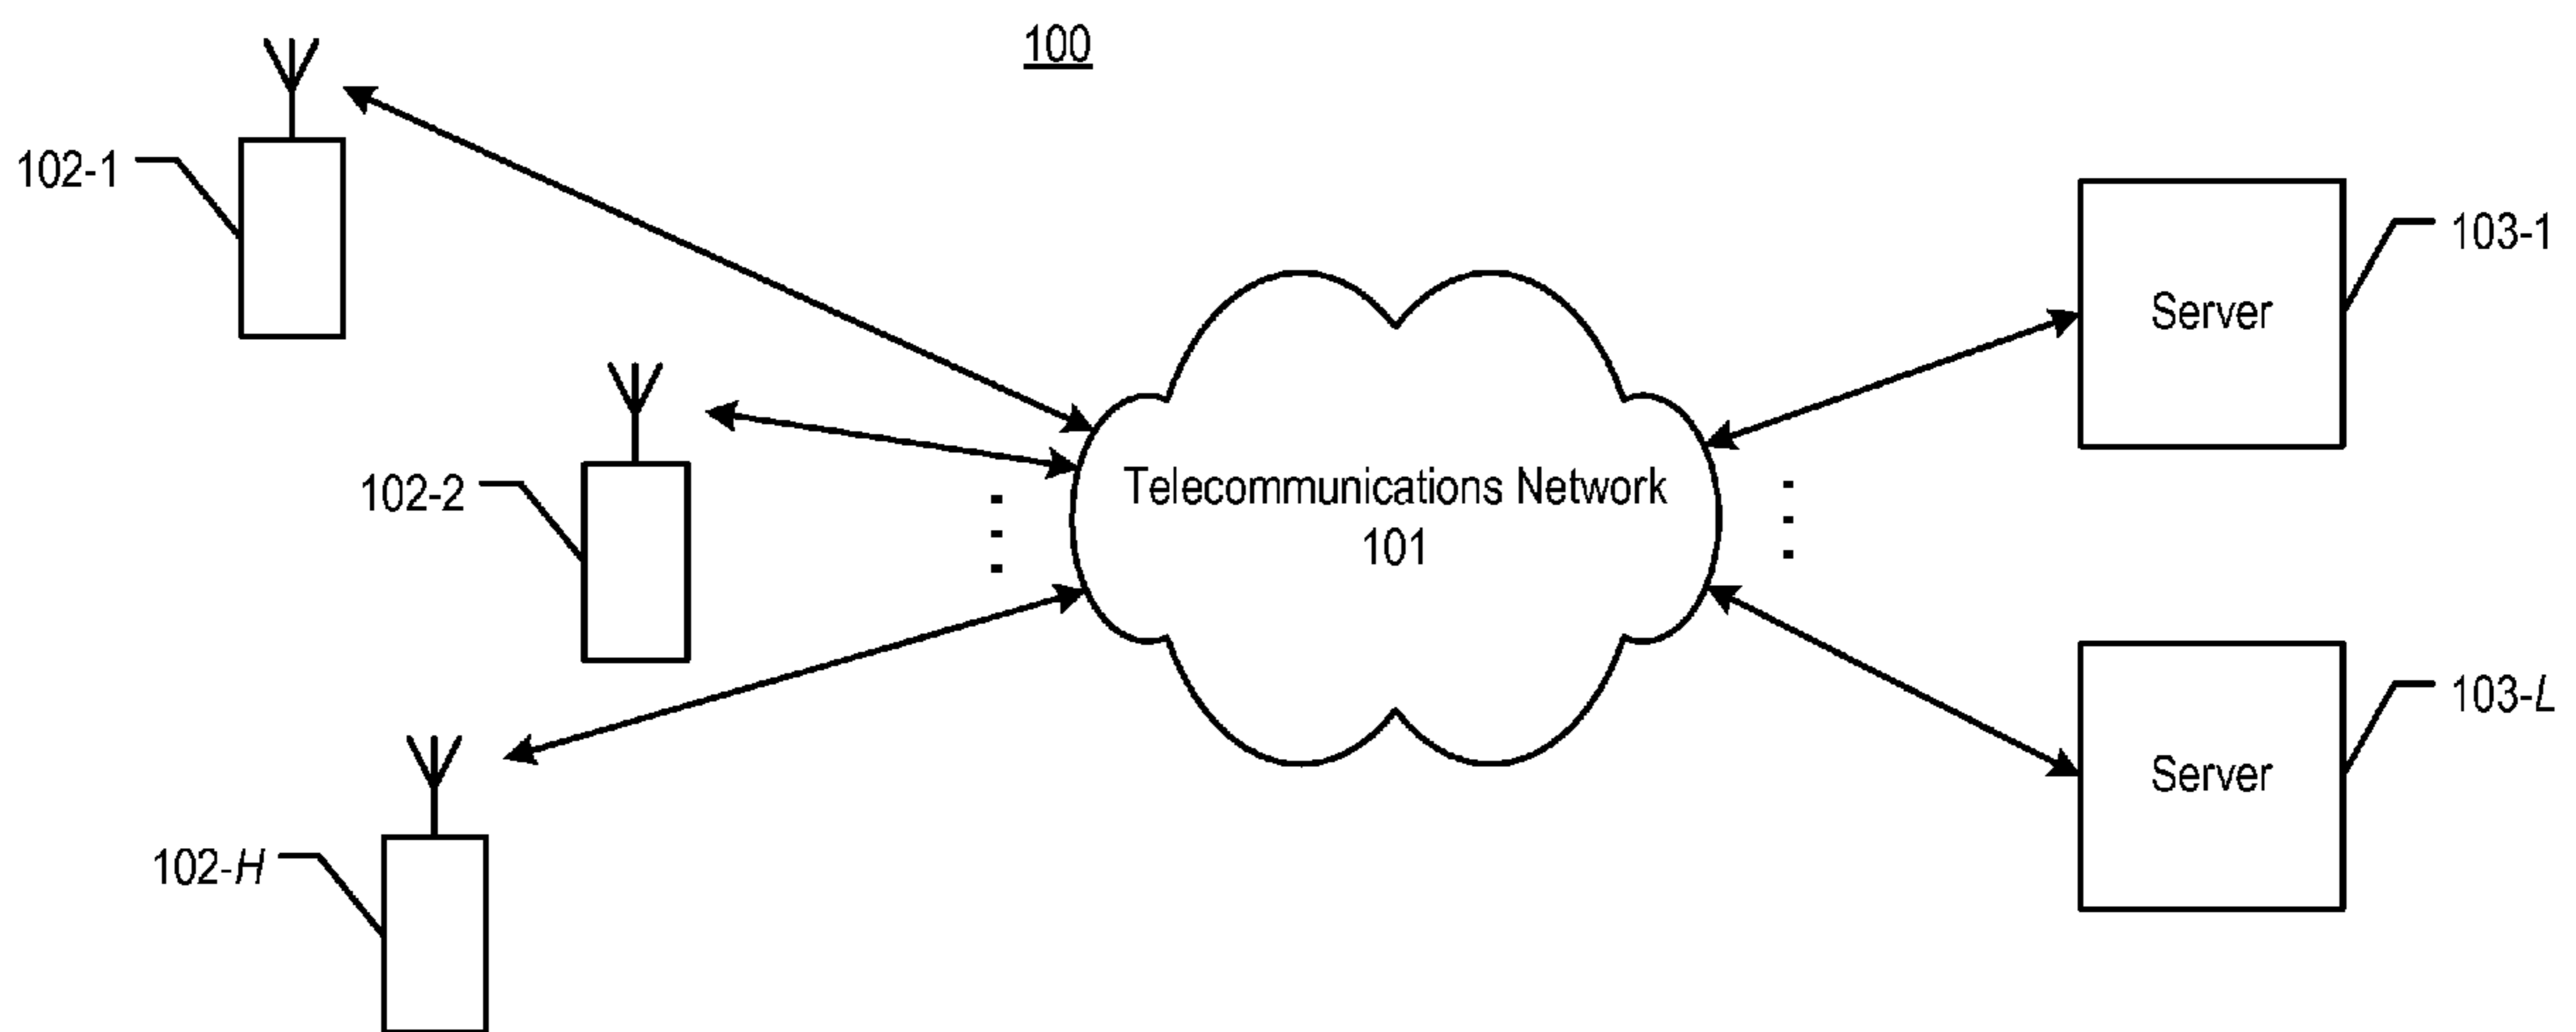 100
102-1
103-1
Server
102-2
Telecommunications Network
101
103-L
Server
102-H